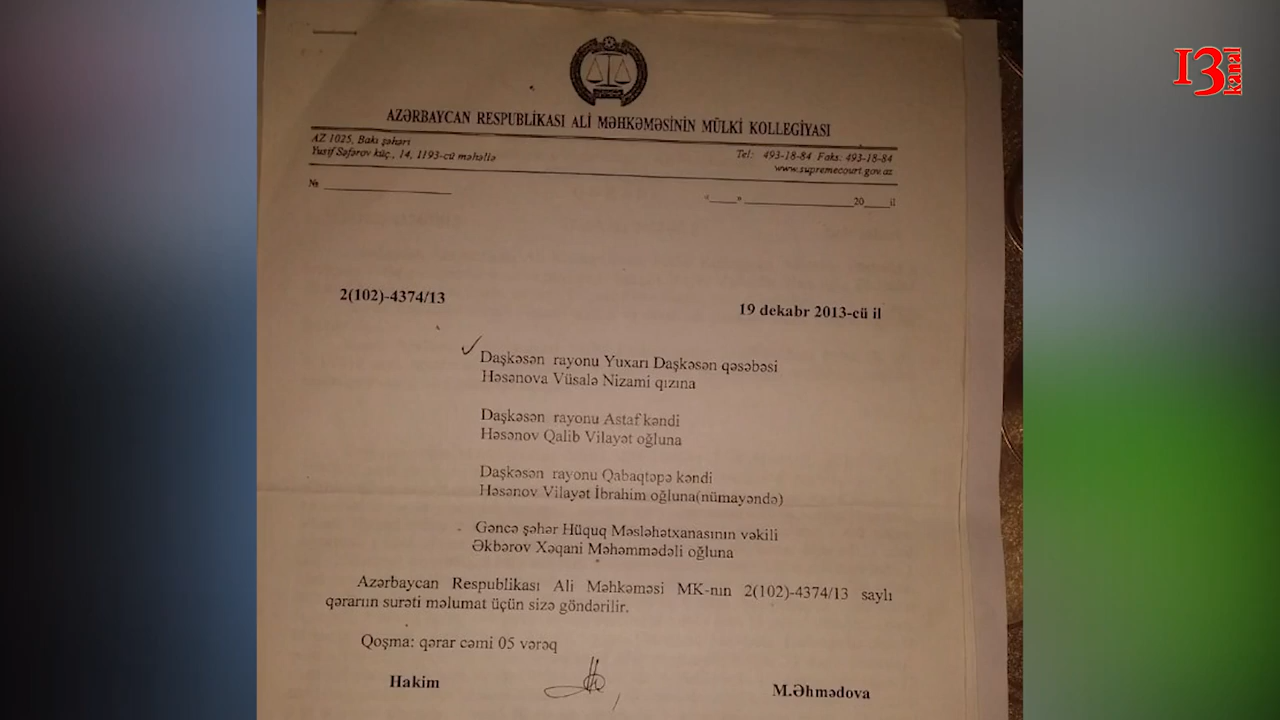 13 kanal
AZƏRBAYCAN RESPUBLİKASI ALİ MƏHKƏMƏSİNİN MÜLKİ KOLLEGİYASI
AZ 1025, Bakı şəhəri
Yusif Səfərov küç., 14, 1193-cü məhəllə
Tel: 493-18-84 Faks: 493-18-84
www.supremecourt.gov.az
№ ____________
"____" ____________20____il
2(102)-4374/13
19 dekabr 2013-cü il
Daşkəsən rayonu Yuxarı Daşkəsən qəsəbəsi
Həsənova Vüsalə Nizami qızına
Daşkəsən rayonu Astaf kəndi
Həsənov Qalib Vilayət oğluna
Daşkəsən rayonu Qabaqtəpə kəndi
Həsənov Vilayət İbrahim oğluna(nümayəndə)
Gəncə şəhər Hüquq Məsləhətxanasının vəkili
Əkbərov Xəqani Məhəmmədəli oğluna
Azərbaycan Respublikası Ali Məhkəməsi MK-nın 2(102)-4374/13 saylı
qərarıın surəti məlumat üçün sizə göndərilir.
Qoşma: qərar cəmi 05 vərəq
Hakim
M.Əhmədova